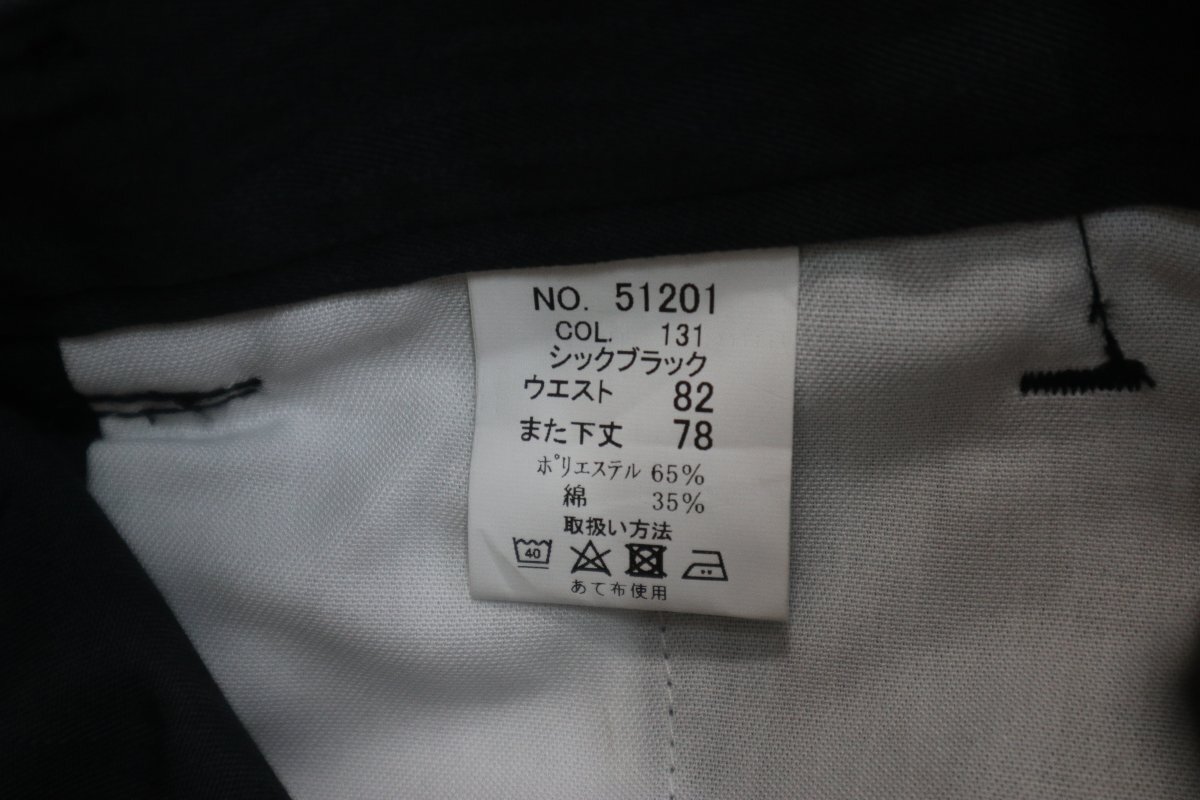 NO. 51201
COL. 131
シックブラック
ウエスト 82
また下丈 78
ポリエステル 65%
綿 35%
取扱い方法
40
あて布使用